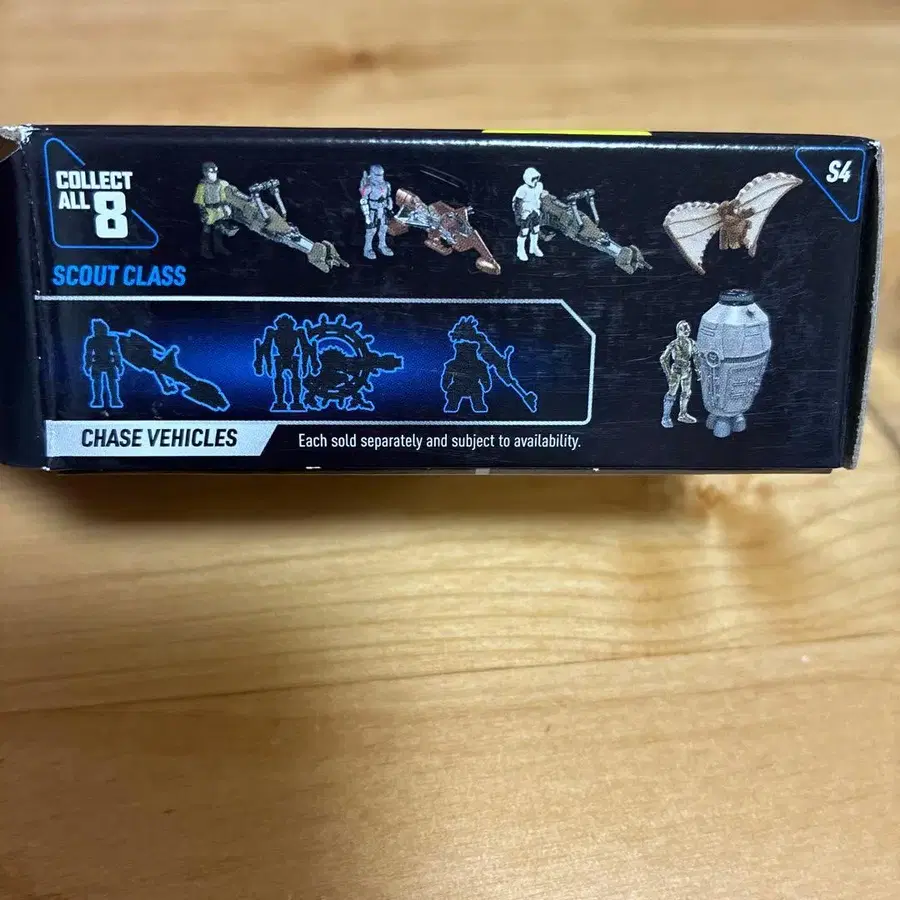 COLLECT
ALL 8
S4
SCOUT CLASS
CHASE VEHICLES
Each sold separately and subject to availability.